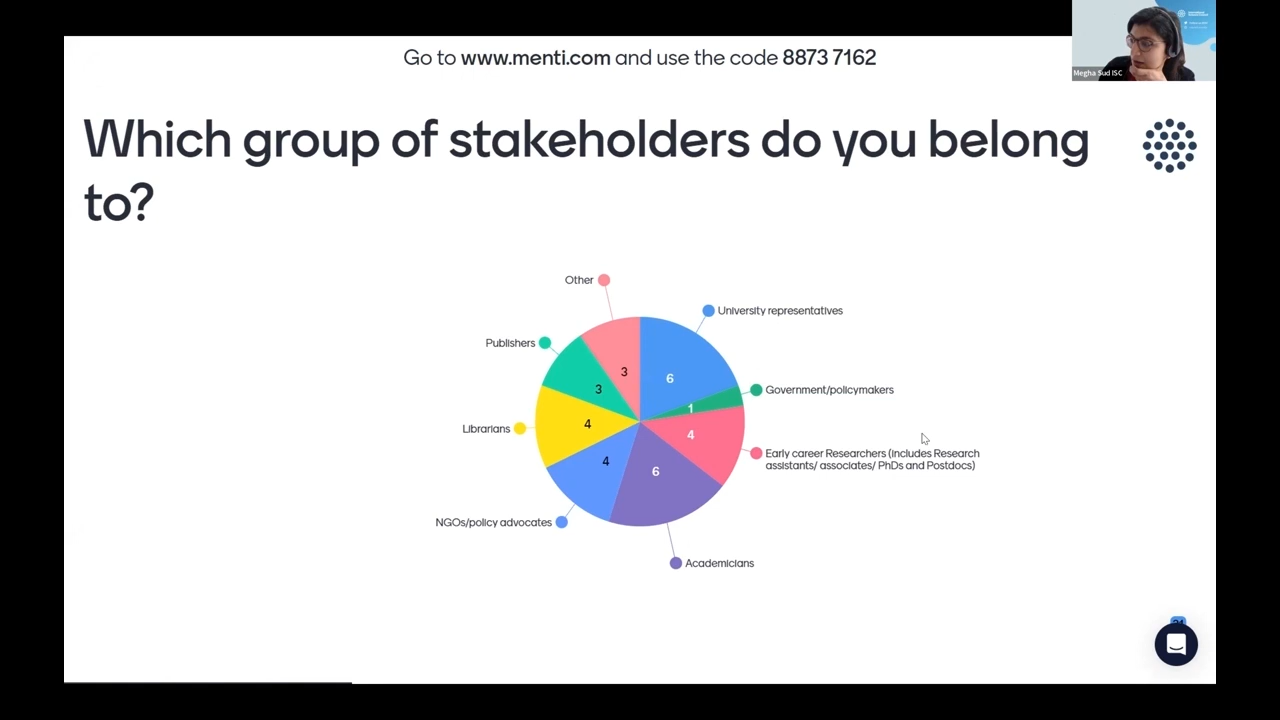 Go to www.menti.com and use the code 8873 7162
Megha Sud ISC
Which group of stakeholders do you belong
to?
Other
University representatives
Publishers
3
6
3
Government/policymakers
1
Librarians
4
4
Early career Researchers (includes Research
assistants/ associates/ PhDs and Postdocs)
4
6
NGOs/policy advocates
Academicians